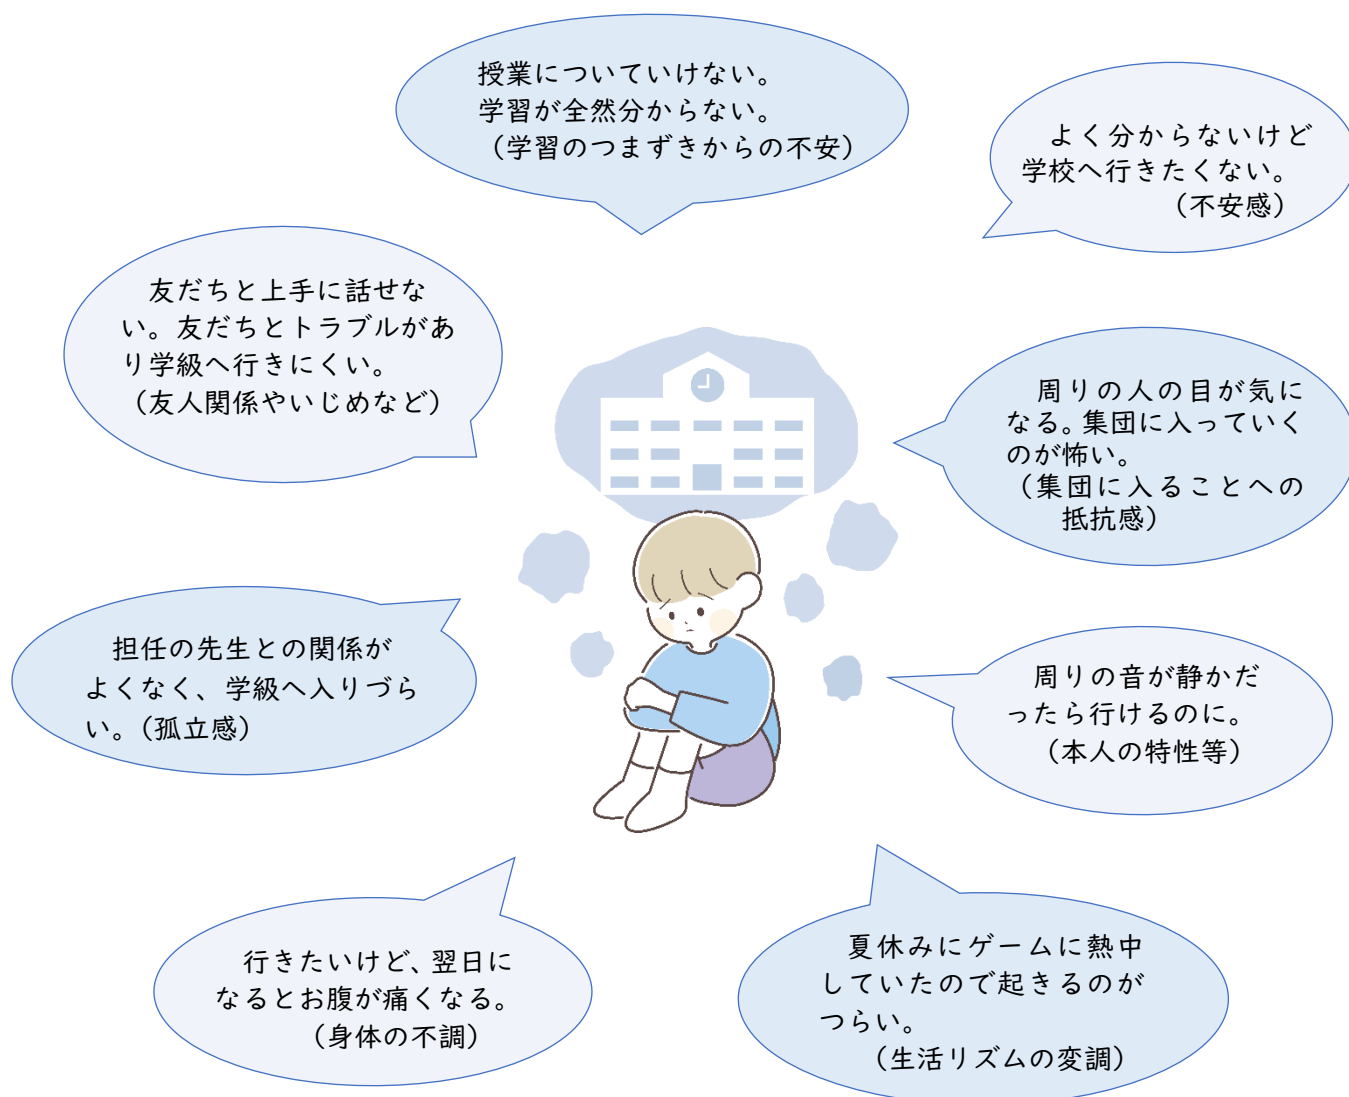 授業についていけない。
学習が全然分からない。
（学習のつまずきからの不安）
よく分からないけど
学校へ行きたくない。
（不安感）
友だちと上手に話せな
い。友だちとトラブルがあ
り学級へ行きにくい。
（友人関係やいじめなど）
周りの人の目が気に
なる。集団に入っていく
のが怖い。
（集団に入ることへの
抵抗感）
担任の先生との関係が
よくなく、学級へ入りづら
い。（孤立感）
周りの音が静かだ
ったら行けるのに。
（本人の特性等）
行きたいけど、翌日に
なるとお腹が痛くなる。
（身体の不調）
夏休みにゲームに熱中
していたので起きるのが
つらい。
（生活リズムの変調）